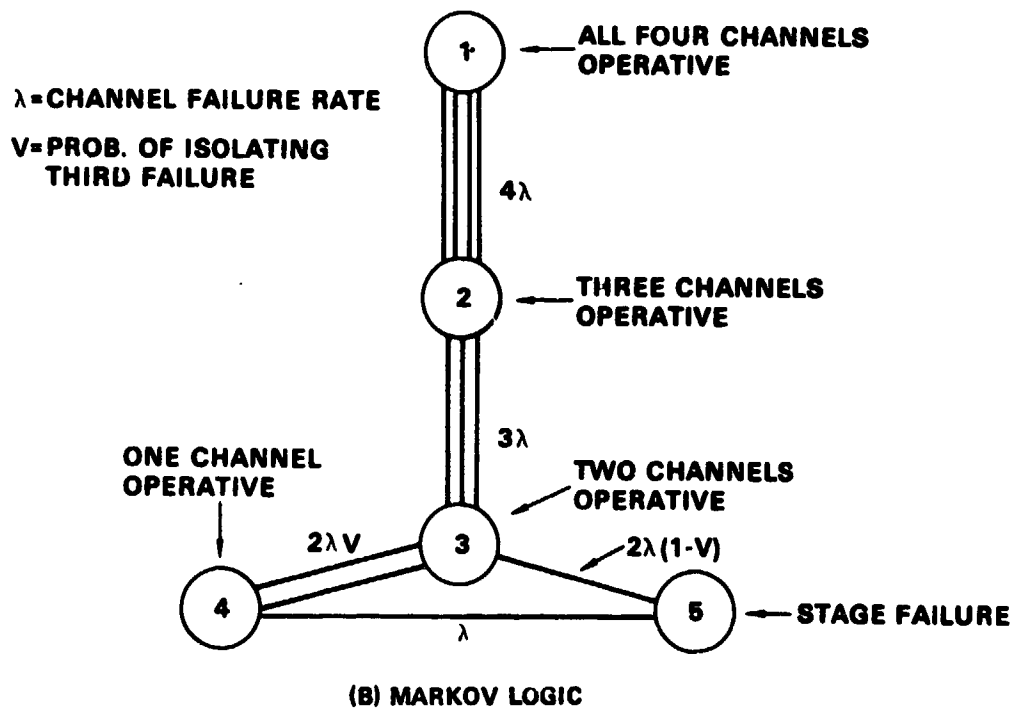 1
ALL FOUR CHANNELS
OPERATIVE
λ=CHANNEL FAILURE RATE
V=PROB. OF ISOLATING
THIRD FAILURE
4λ
2
THREE CHANNELS
OPERATIVE
3λ
ONE CHANNEL
OPERATIVE
TWO CHANNELS
OPERATIVE
2λV
3
2λ(1-V)
4
5
STAGE FAILURE
λ
(B) MARKOV LOGIC